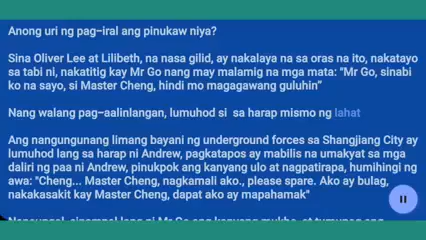 Anong uri ng pag-iral ang pinukaw niya?
Sina Oliver Lee at Lilibeth, na nasa gilid, ay nakalaya na sa oras na ito, nakatayo
sa tabi ni, nakatitig kay Mr Go nang may malamig na mga mata: "Mr Go, sinabi
ko na sayo, si Master Cheng, hindi mo magagawang guluhin"
Nang walang pag-aalinlangan, lumuhod si  sa harap mismo ng lahat
Ang nangungunang limang bayani ng underground forces sa Shangjiang City ay
lumuhod lang sa harap ni Andrew, pagkatapos ay mabilis na umakyat sa mga
daliri ng paa ni Andrew, pinukpok ang kanyang ulo at nagpatirapa, humihingi ng
awa: "Cheng... Master Cheng, nagkamali ako., please spare. Ako ay bulag,
nakakasakit kay Master Cheng, dapat ako ay mapahamak"